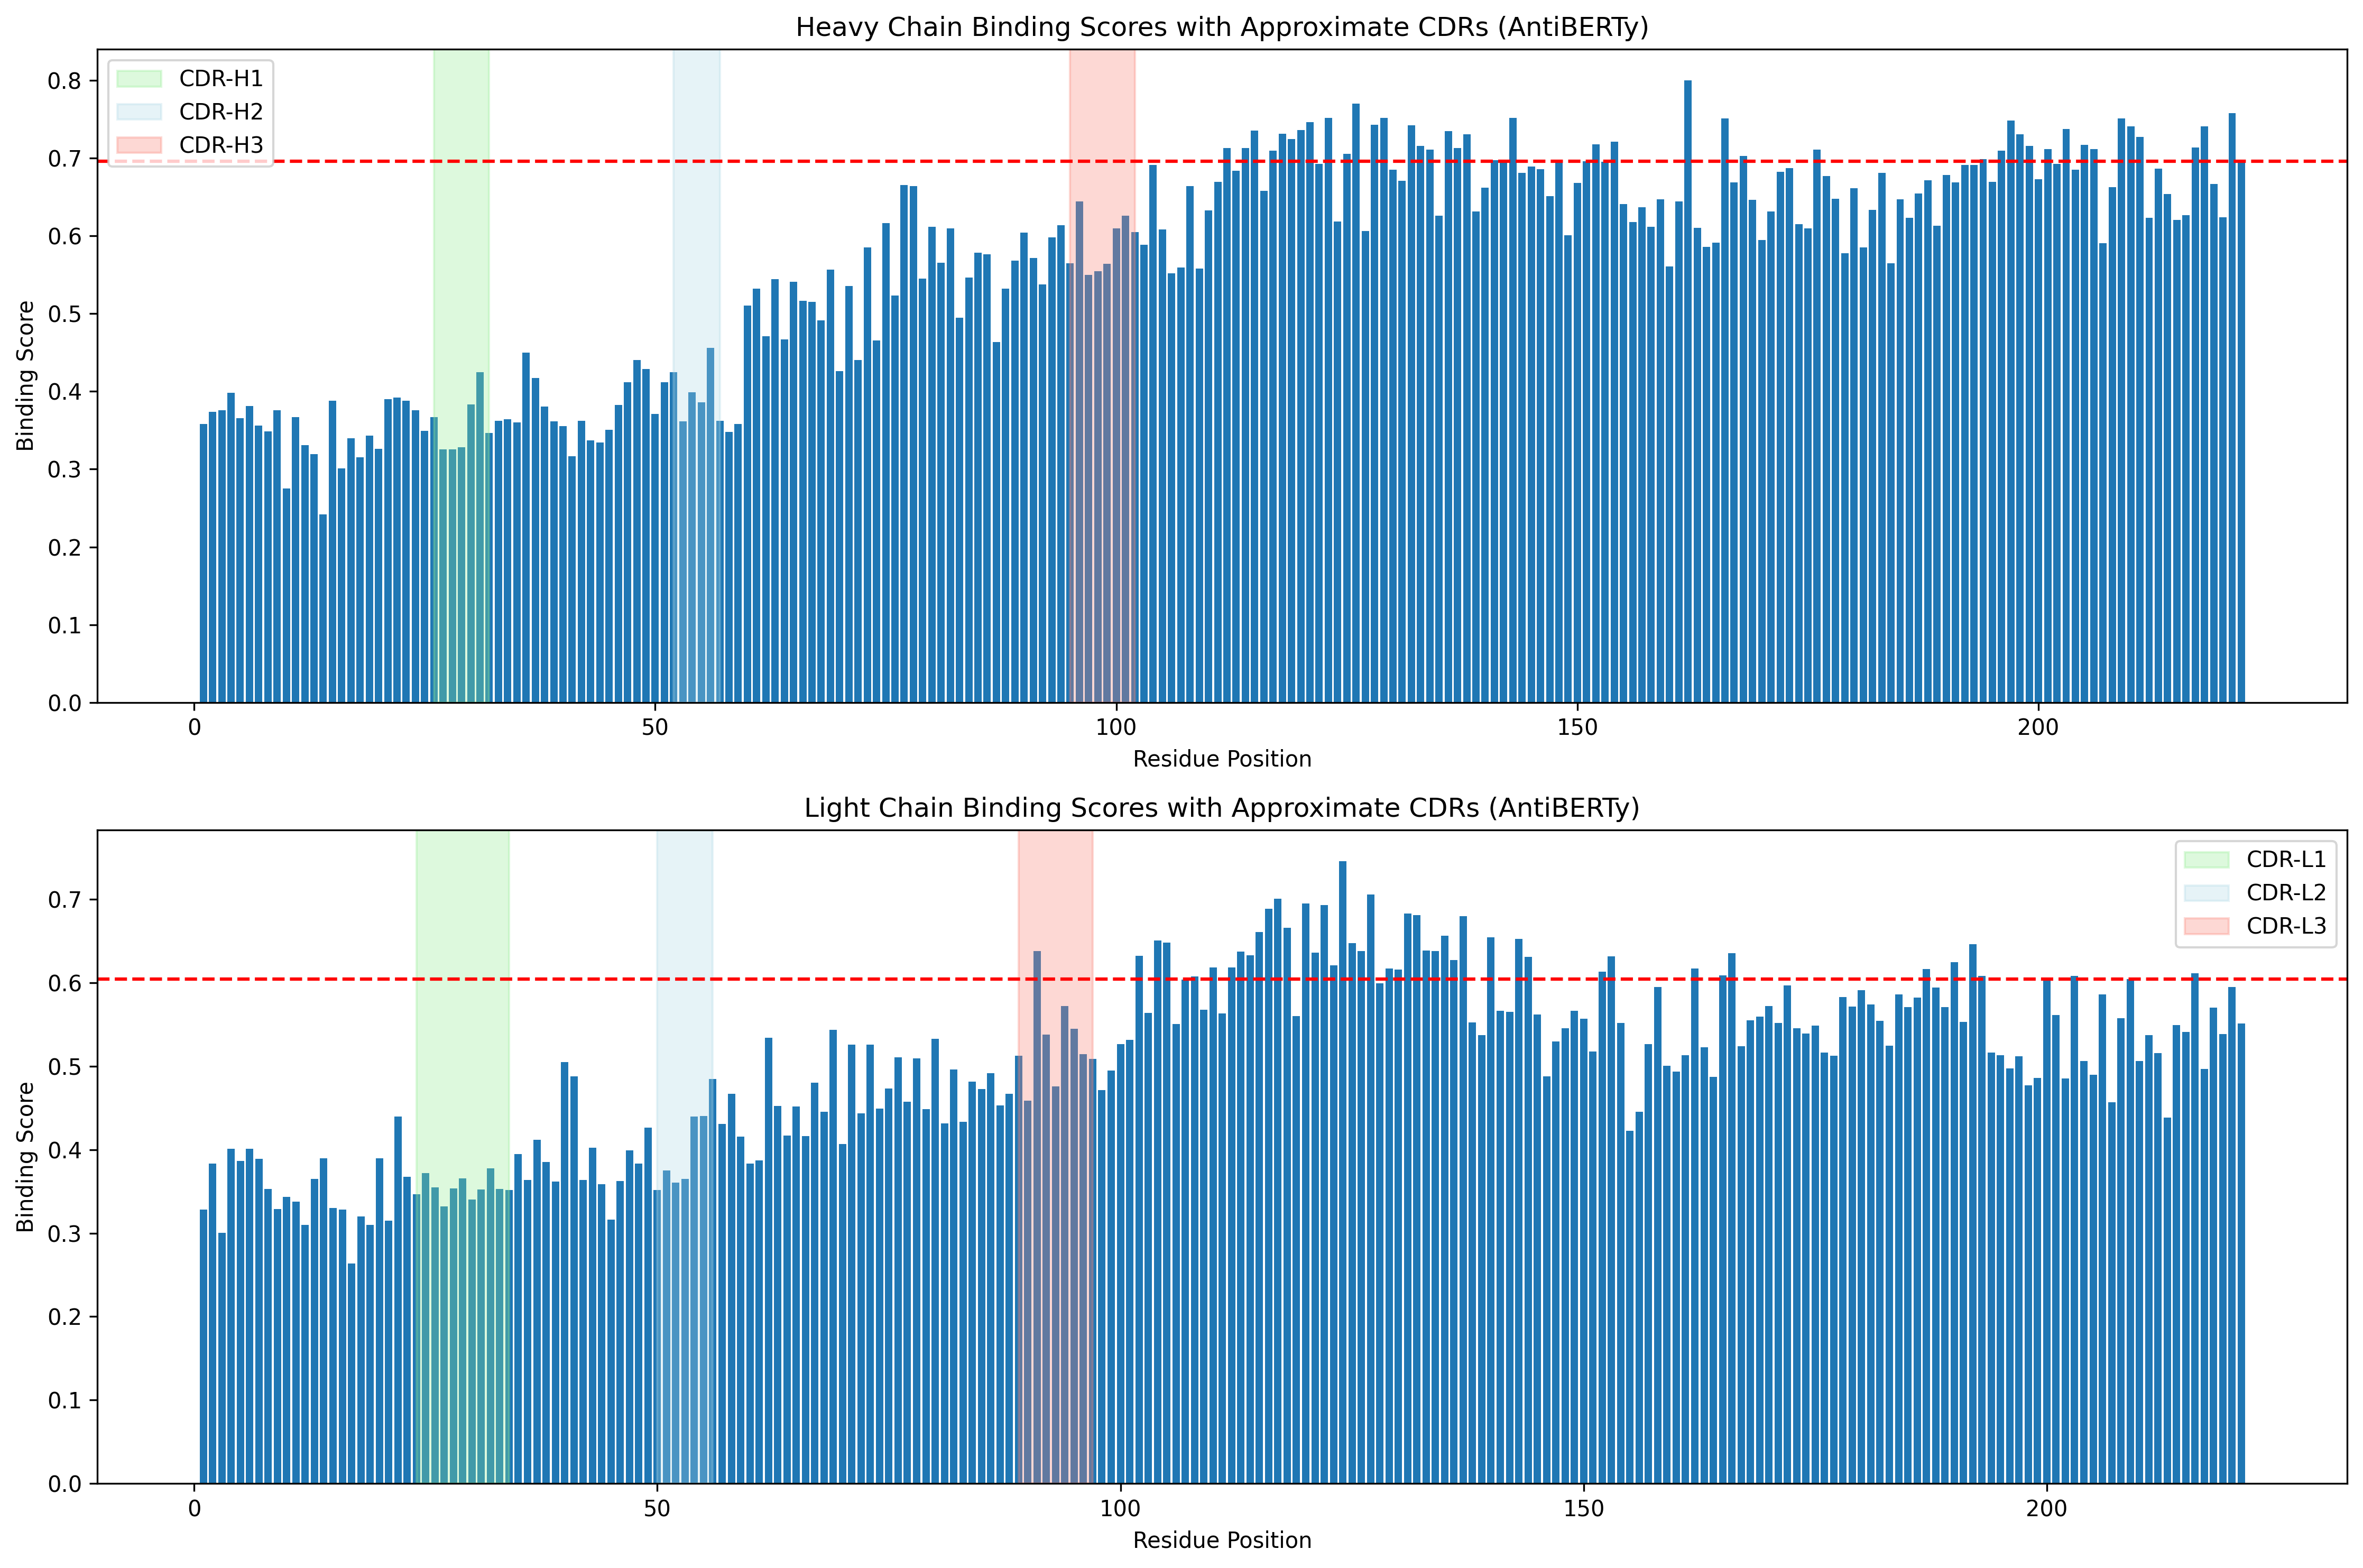 Heavy Chain Binding Scores with Approximate CDRs (AntiBERTy)
CDR-H1
CDR-H2
CDR-H3
Binding Score
0.8
0.7
0.6
0.5
0.4
0.3
0.2
0.1
0.0
0 50 100 150 200
Residue Position
Light Chain Binding Scores with Approximate CDRs (AntiBERTy)
CDR-L1
CDR-L2
CDR-L3
Binding Score
0.7
0.6
0.5
0.4
0.3
0.2
0.1
0.0
0 50 100 150 200
Residue Position